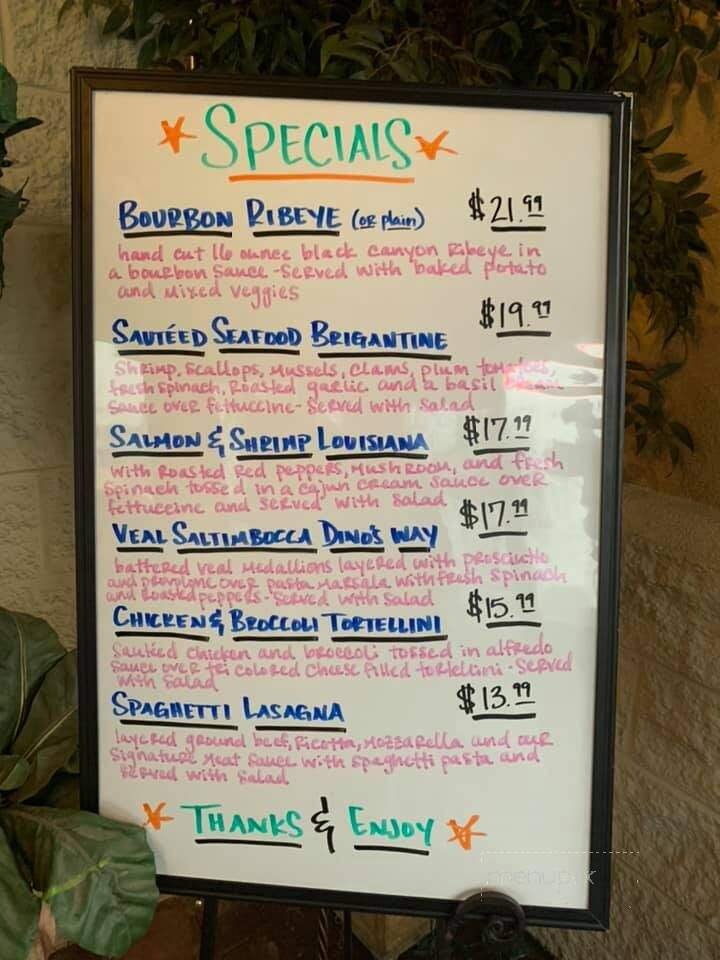 SPECIALS
BOURBON RIBEYE (OR plain) $21.99
hand cut 16 ounce black canyon Ribeye in
a bourbon sauce - served with baked potato
and mixed veggies
$19.99
SAUTÉED SEAFOOD BRIGANTINE
Shrimp, Scallops, Mussels, Clams, plum tomatoes,
fresh spinach, Roasted garlic and a basil cream
sauce over fettuccine - Served with salad
SALMON & SHRIMP LOUISIANA $17.99
with Roasted Red peppers, Mushroom, and fresh
spinach tossed in a cajun cream sauce over
fettuccine and served with salad
$17.99
VEAL SALTIMBOCCA DINO'S WAY
battered veal medallions layered with prosciutto
and provolone over pasta Marsala with fresh spinach
and Roasted peppers - Served with Salad
CHICKEN & BROCCOLI TORTELLINI $15.99
Sautéed chicken and broccoli tossed in alfredo
sauce over tri colored cheese filled tortellini - Served
with Salad
SPAGHETTI LASAGNA $13.99
layered ground beef, Ricotta, Mozzarella and our
signature Meat Sauce with spaghetti pasta and
served with salad
THANKS & ENJOY